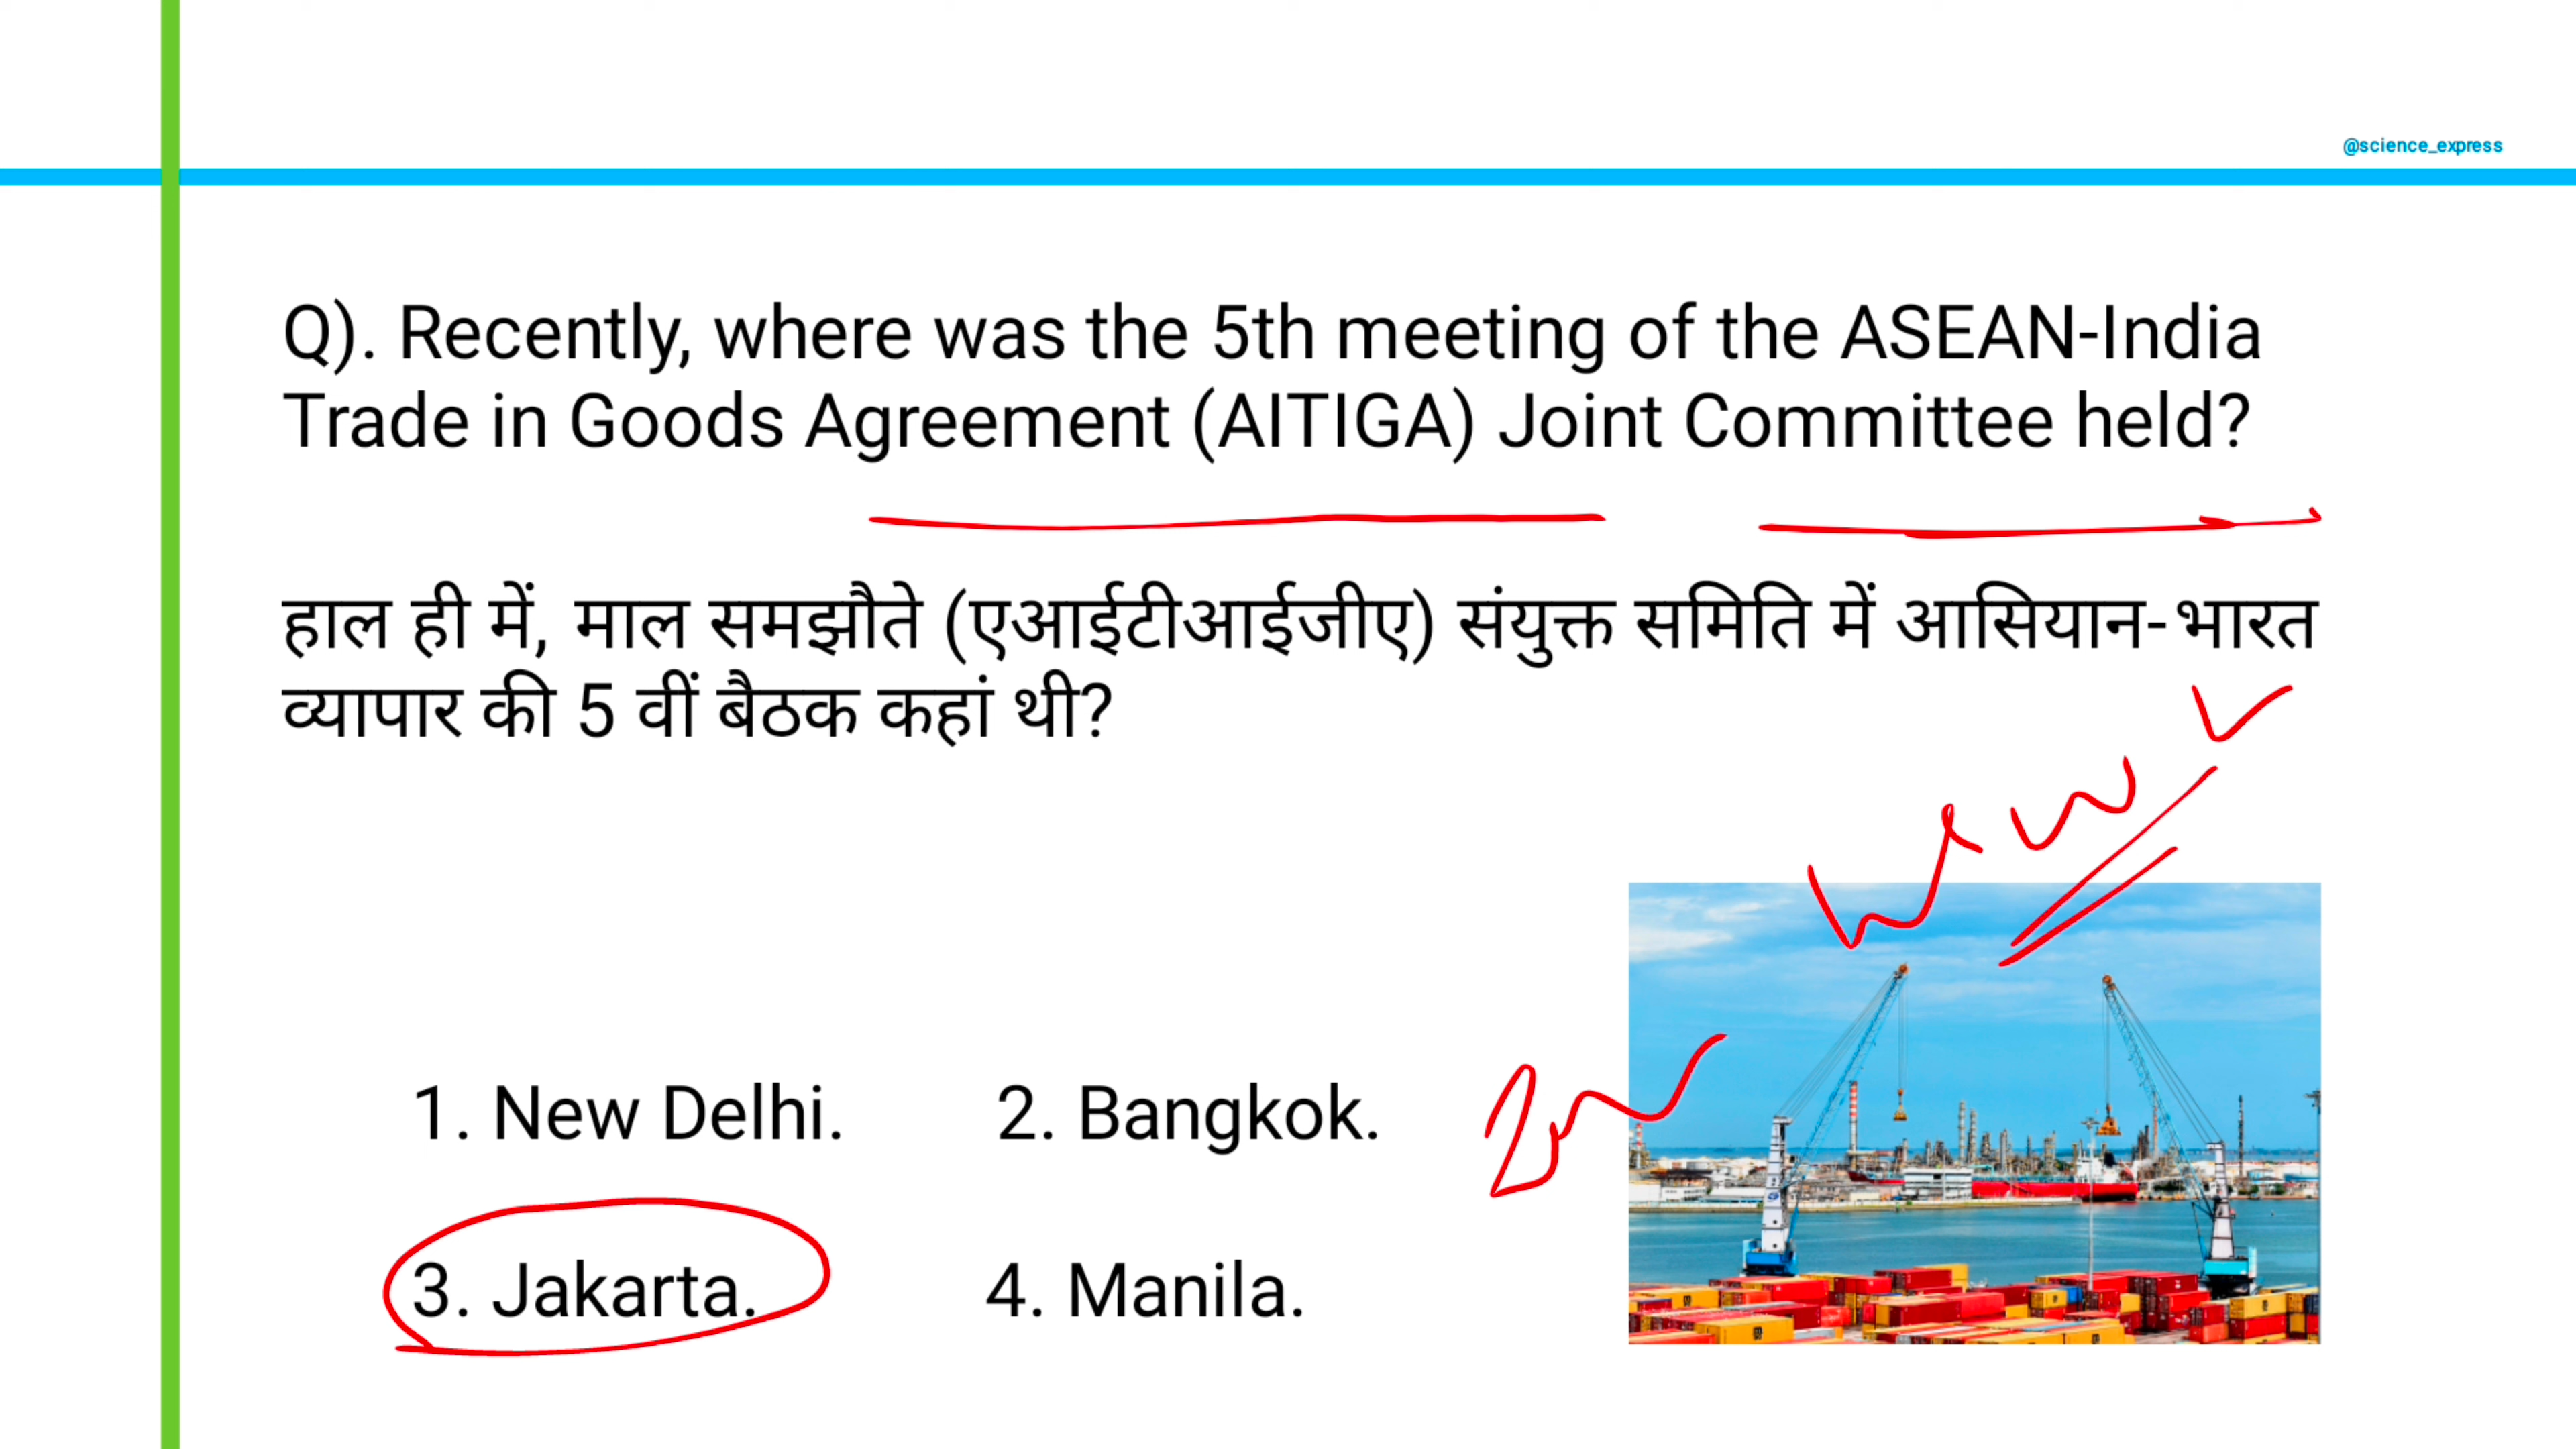 @science_express
Q). Recently, where was the 5th meeting of the ASEAN-India
Trade in Goods Agreement (AITIGA) Joint Committee held?
हाल ही में, माल समझौते (एआईटीआईजीए) संयुक्त समिति में आसियान-भारत
व्यापार की 5 वीं बैठक कहां थी?
1. New Delhi. 2. Bangkok.
3. Jakarta. 4. Manila.